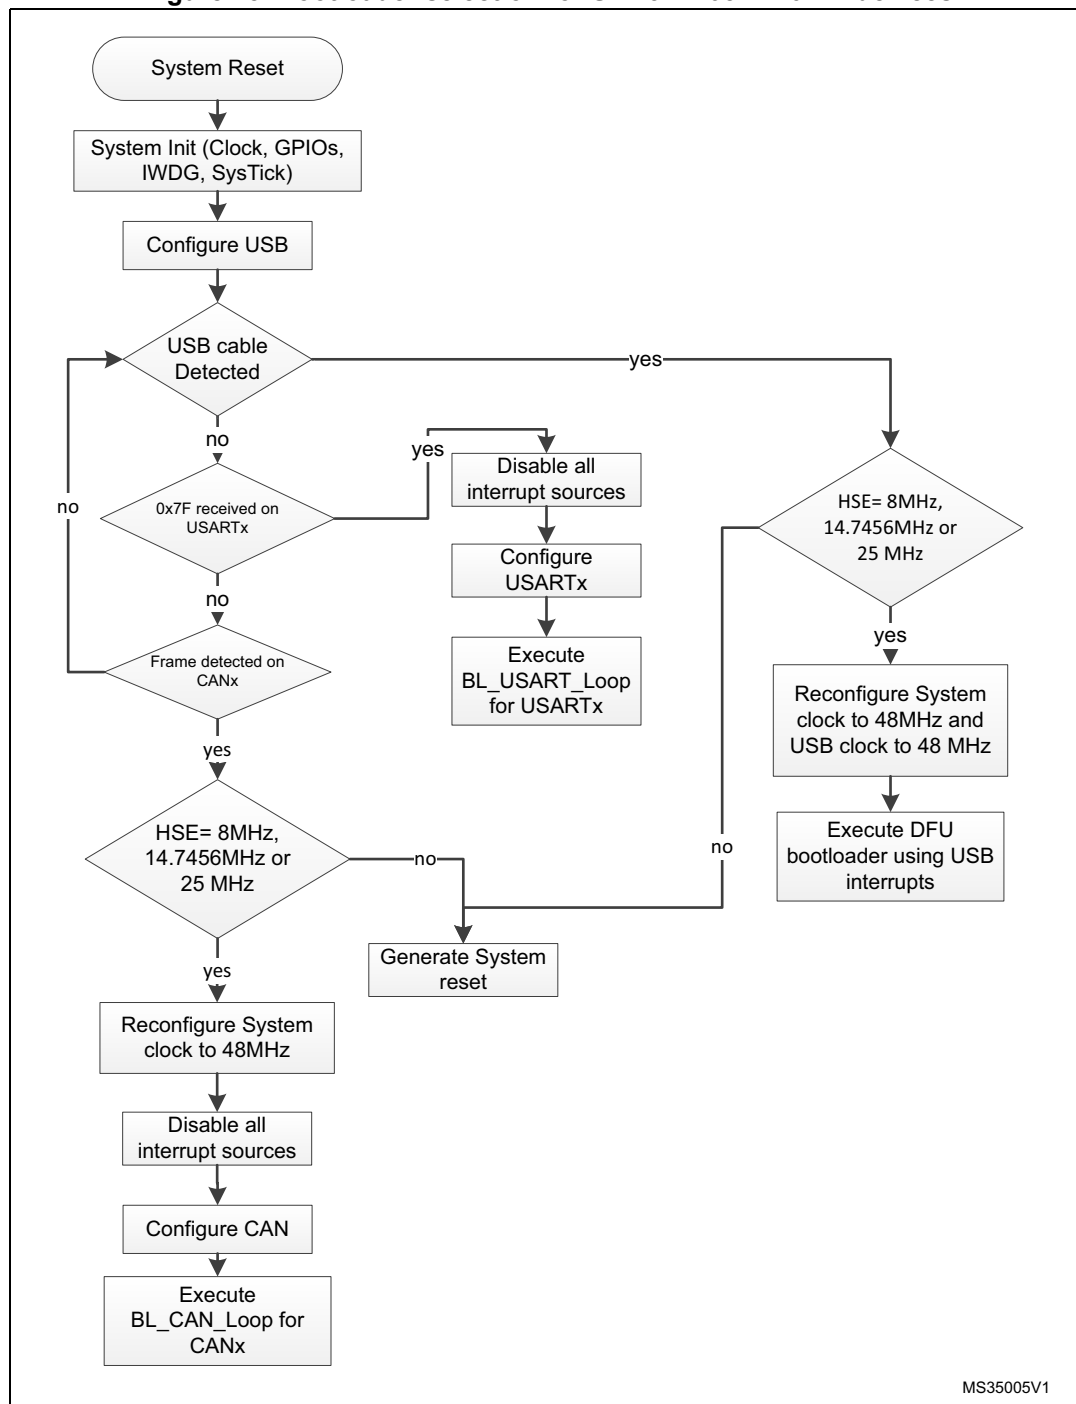 System Reset
System Init (Clock, GPIOs,
IWDG, SysTick)
Configure USB
USB cable
Detected
yes
no
0x7F received on
USARTx
yes
Disable all
interrupt sources
Configure
USARTx
Execute
BL_USART_Loop
for USARTx
no
no
Frame detected on
CANx
yes
HSE= 8MHz,
14.7456MHz or
25 MHz
no
yes
Reconfigure System
clock to 48MHz
Disable all
interrupt sources
Configure CAN
Execute
BL_CAN_Loop for
CANx
HSE= 8MHz,
14.7456MHz or
25 MHz
yes
Reconfigure System
clock to 48MHz and
USB clock to 48 MHz
Execute DFU
bootloader using USB
interrupts
no
Generate System
reset
MS35005V1